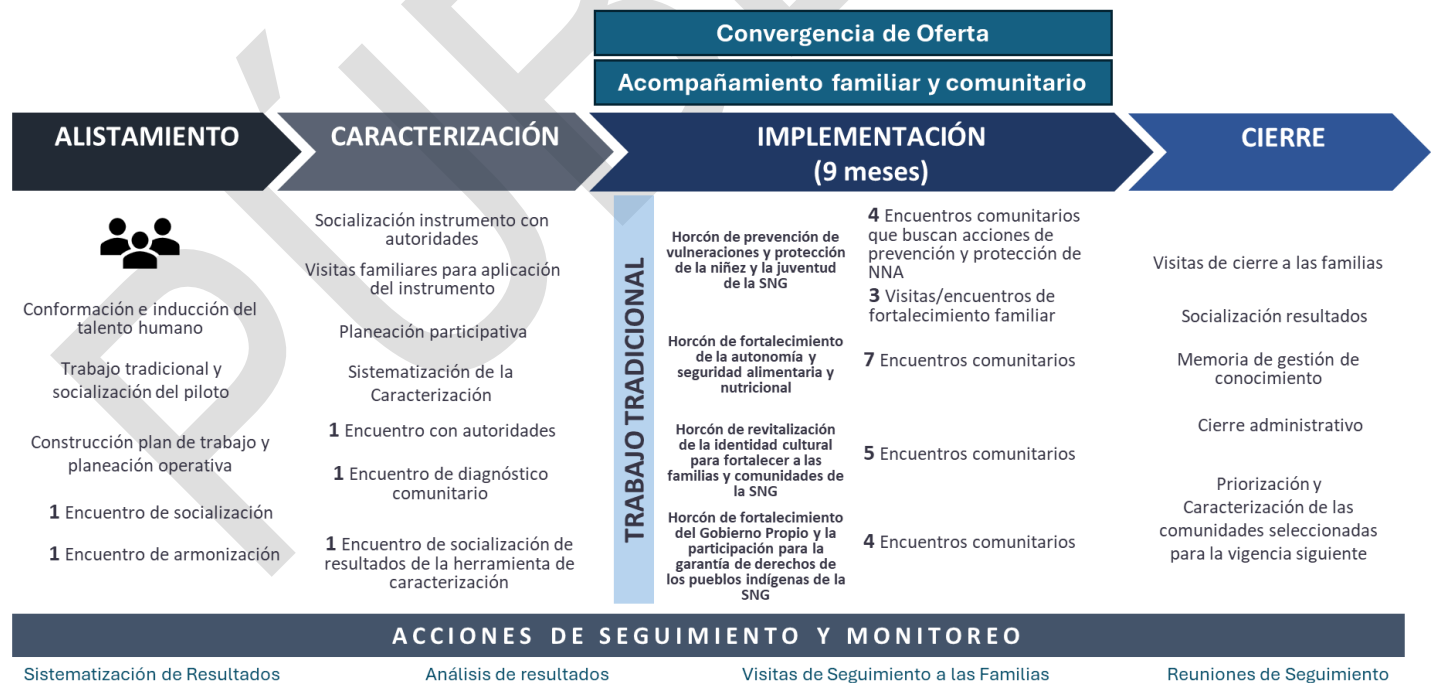 Convergencia de Oferta
Acompañamiento familiar y comunitario
ALISTAMIENTO
CARACTERIZACIÓN
IMPLEMENTACIÓN
(9 meses)
CIERRE
Conformación e inducción del
talento humano
Trabajo tradicional y
socialización del piloto
Construcción plan de trabajo y
planeación operativa
1 Encuentro de socialización
1 Encuentro de armonización
Socialización instrumento con
autoridades
Visitas familiares para aplicación
del instrumento
Planeación participativa
Sistematización de la
Caracterización
1 Encuentro con autoridades
1 Encuentro de diagnóstico
comunitario
1 Encuentro de socialización de
resultados de la herramienta de
caracterización
TRABAJO TRADICIONAL
Horcón de prevención de
vulneraciones y protección
de la niñez y la juventud
de la SNG
4 Encuentros comunitarios
que buscan acciones de
prevención y protección de
NNA
3 Visitas/encuentros de
fortalecimiento familiar
Horcón de fortalecimiento
de la autonomía y
seguridad alimentaria y
nutricional
7 Encuentros comunitarios
Horcón de revitalización
de la identidad cultural
para fortalecer a las
familias y comunidades de
la SNG
5 Encuentros comunitarios
Horcón de fortalecimiento
del Gobierno Propio y la
participación para la
garantía de derechos de
los pueblos indígenas de la
SNG
4 Encuentros comunitarios
Visitas de cierre a las familias
Socialización resultados
Memoria de gestión de
conocimiento
Cierre administrativo
Priorización y
Caracterización de las
comunidades seleccionadas
para la vigencia siguiente
ACCIONES DE SEGUIMIENTO Y MONITOREO
Sistematización de Resultados
Análisis de resultados
Visitas de Seguimiento a las Familias
Reuniones de Seguimiento